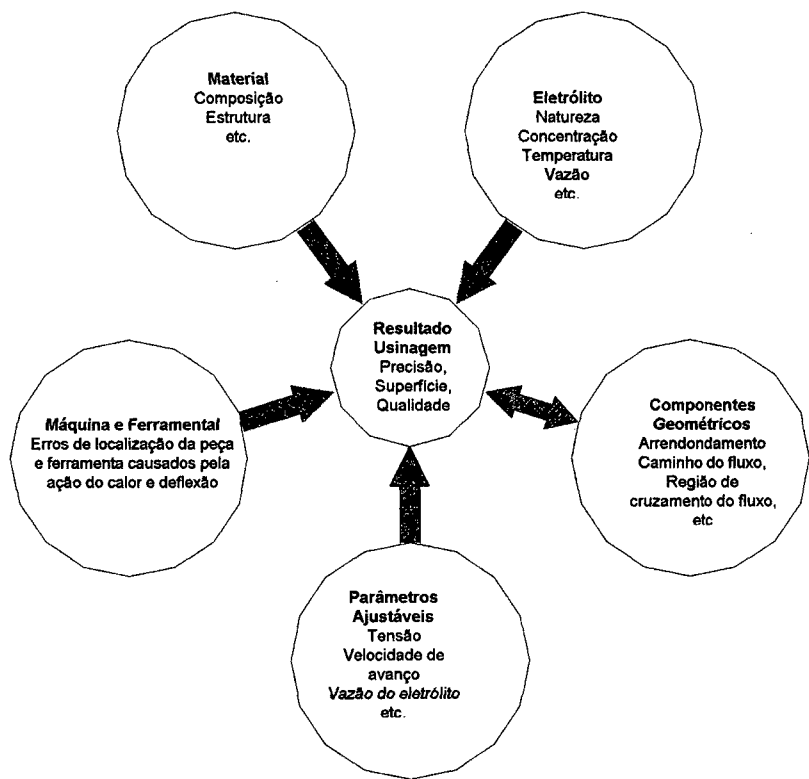 Material
Composição
Estrutura
etc.
Eletrólito
Natureza
Concentração
Temperatura
Vazão
etc.
Resultado
Usinagem
Precisão,
Superfície,
Qualidade
Máquina e Ferramental
Erros de localização da peça
e ferramenta causados pela
ação do calor e deflexão
Componentes
Geométricos
Arrendondamento
Caminho do fluxo,
Região de
cruzamento do fluxo,
etc
Parâmetros
Ajustáveis
Tensão
Velocidade de
avanço
Vazão do eletrólito
etc.